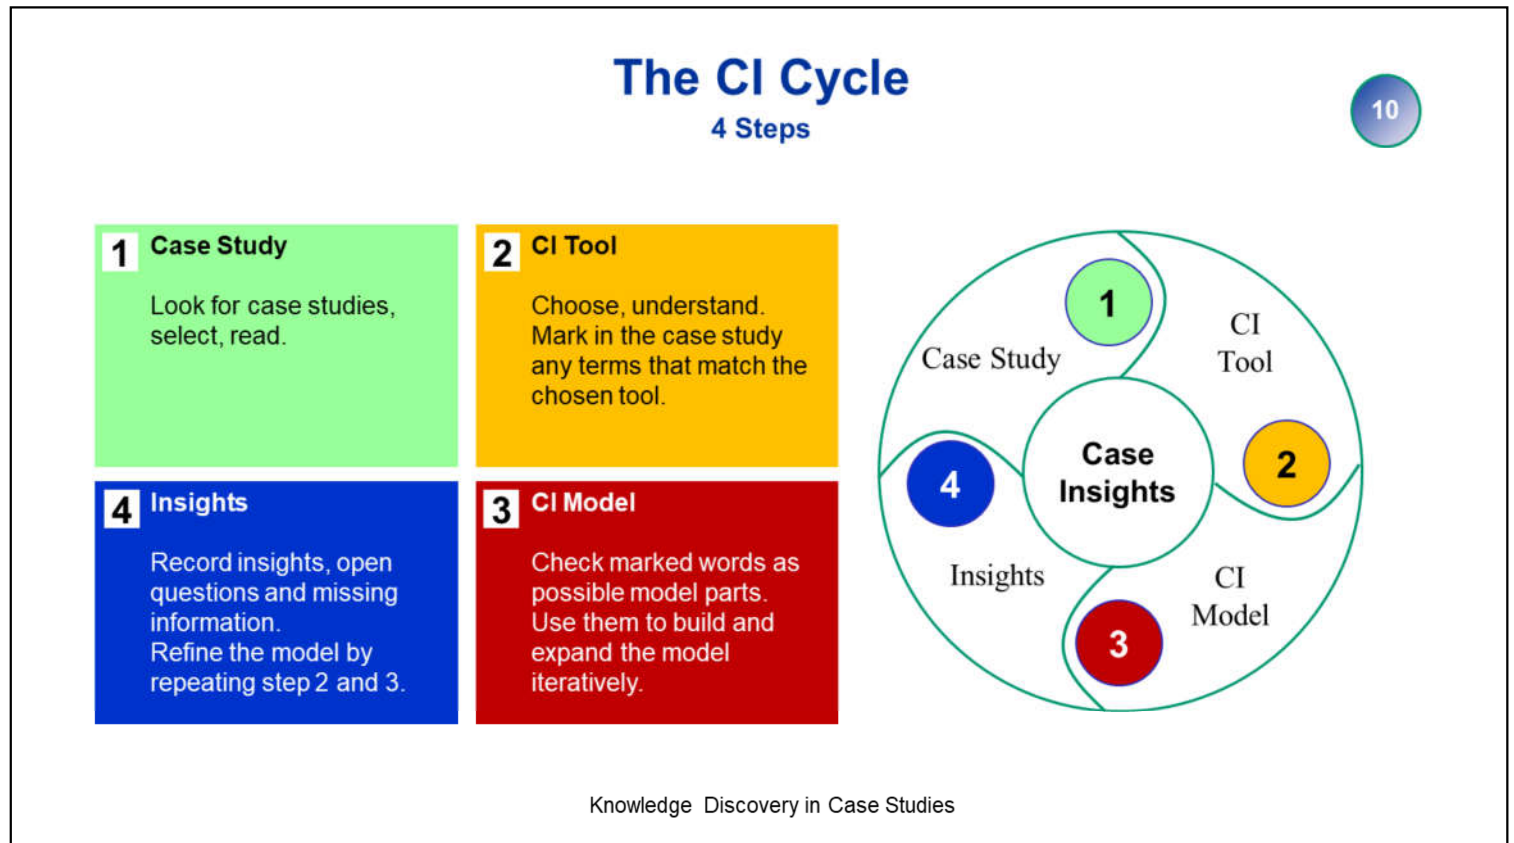 The CI Cycle
4 Steps
10
1
Case Study
Look for case studies,
select, read.
2
CI Tool
Choose, understand.
Mark in the case study
any terms that match the
chosen tool.
4
Insights
Record insights, open
questions and missing
information.
Refine the model by
repeating step 2 and 3.
3
CI Model
Check marked words as
possible model parts.
Use them to build and
expand the model
iteratively.
1
Case Study
CI
Tool
2
Case
Insights
4
Insights
CI
Model
3
Knowledge Discovery in Case Studies